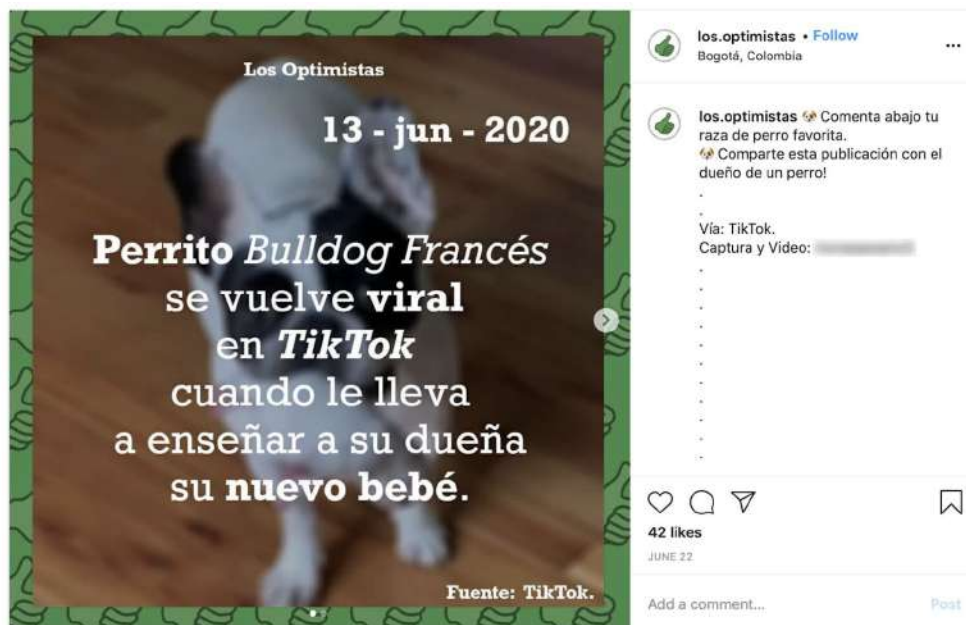 Los Optimistas
13 - jun - 2020
Perrito Bulldog Francés
se vuelve viral
en TikTok
cuando le lleva
a enseñar a su dueña
su nuevo bebé.
Fuente: TikTok.
los.optimistas • Follow
Bogotá, Colombia
los.optimistas 🐶 Comenta abajo tu
raza de perro favorita.
🐶 Comparte esta publicación con el
dueño de un perro!
.
.
Vía: TikTok.
Captura y Video:
.
.
.
.
.
.
.
.
.
.
42 likes
JUNE 22
Add a comment...
Post